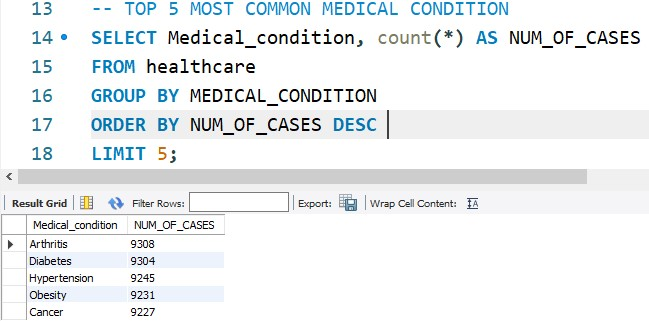 13 -- TOP 5 MOST COMMON MEDICAL CONDITION
14 SELECT Medical_condition, count(*) AS NUM_OF_CASES
15 FROM healthcare
16 GROUP BY MEDICAL_CONDITION
17 ORDER BY NUM_OF_CASES DESC
18 LIMIT 5;
Result Grid Filter Rows: Export: Wrap Cell Content: IA
Medical_condition NUM_OF_CASES
Arthritis 9308
Diabetes 9304
Hypertension 9245
Obesity 9231
Cancer 9227